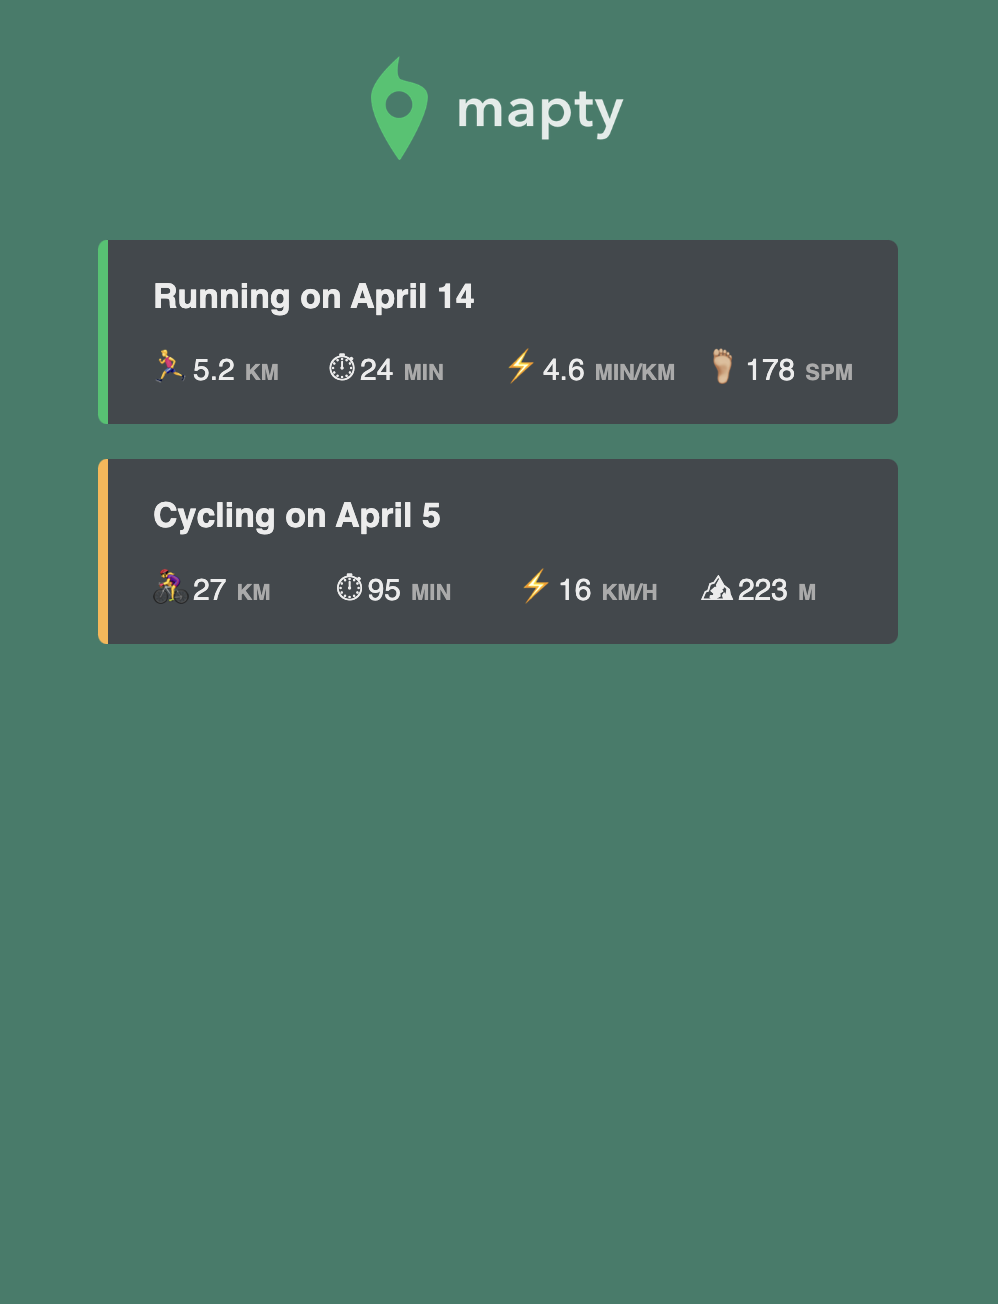 mapty
Running on April 14
🏃‍♂️ 5.2 KM ⏱ 24 MIN ⚡️ 4.6 MIN/KM 🦶🏼 178 SPM
Cycling on April 5
🚴‍♀️ 27 KM ⏱ 95 MIN ⚡️ 16 KM/H ⛰ 223 M